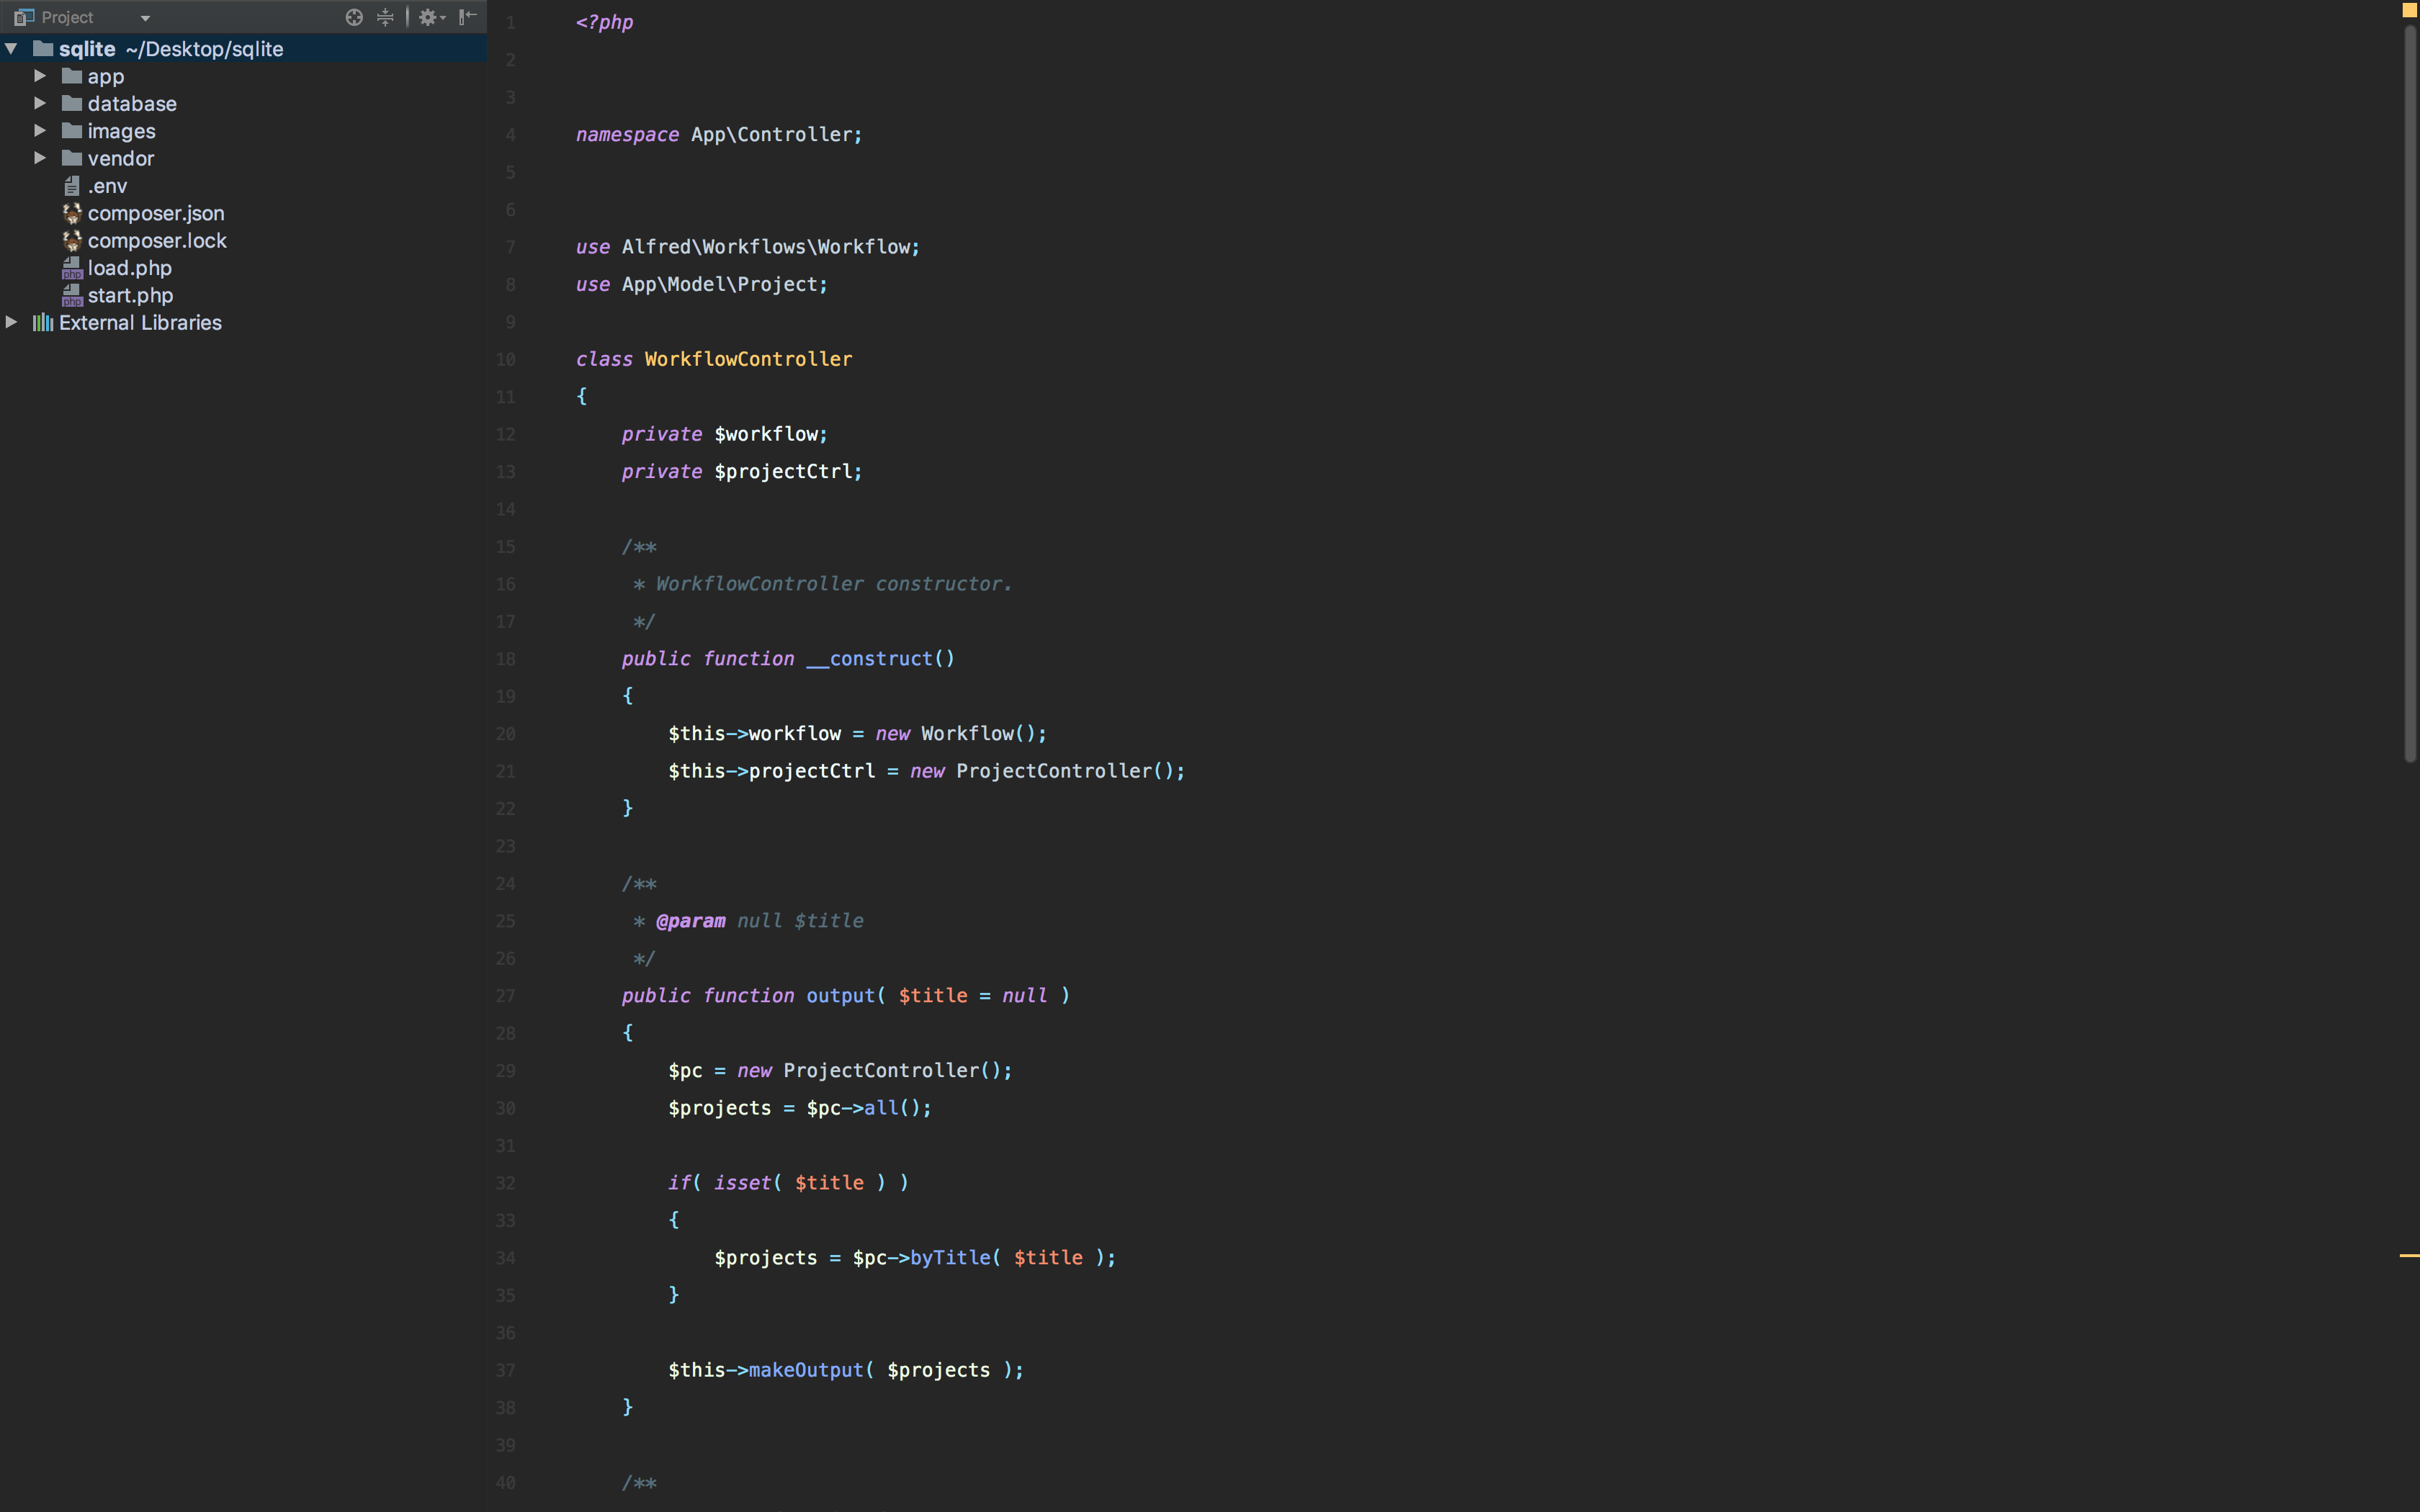 Project
sqlite ~/Desktop/sqlite
app
database
images
vendor
.env
composer.json
composer.lock
php load.php
php start.php
External Libraries
1 <?php
2
3
4 namespace App\Controller;
5
6
7 use Alfred\Workflows\Workflow;
8 use App\Model\Project;
9
10 class WorkflowController
11 {
12     private $workflow;
13     private $projectCtrl;
14
15     /**
16      * WorkflowController constructor.
17      */
18     public function __construct()
19     {
20         $this->workflow = new Workflow();
21         $this->projectCtrl = new ProjectController();
22     }
23
24     /**
25      * @param null $title
26      */
27     public function output( $title = null )
28     {
29         $pc = new ProjectController();
30         $projects = $pc->all();
31
32         if( isset( $title ) )
33         {
34             $projects = $pc->byTitle( $title );
35         }
36
37         $this->makeOutput( $projects );
38     }
39
40     /**